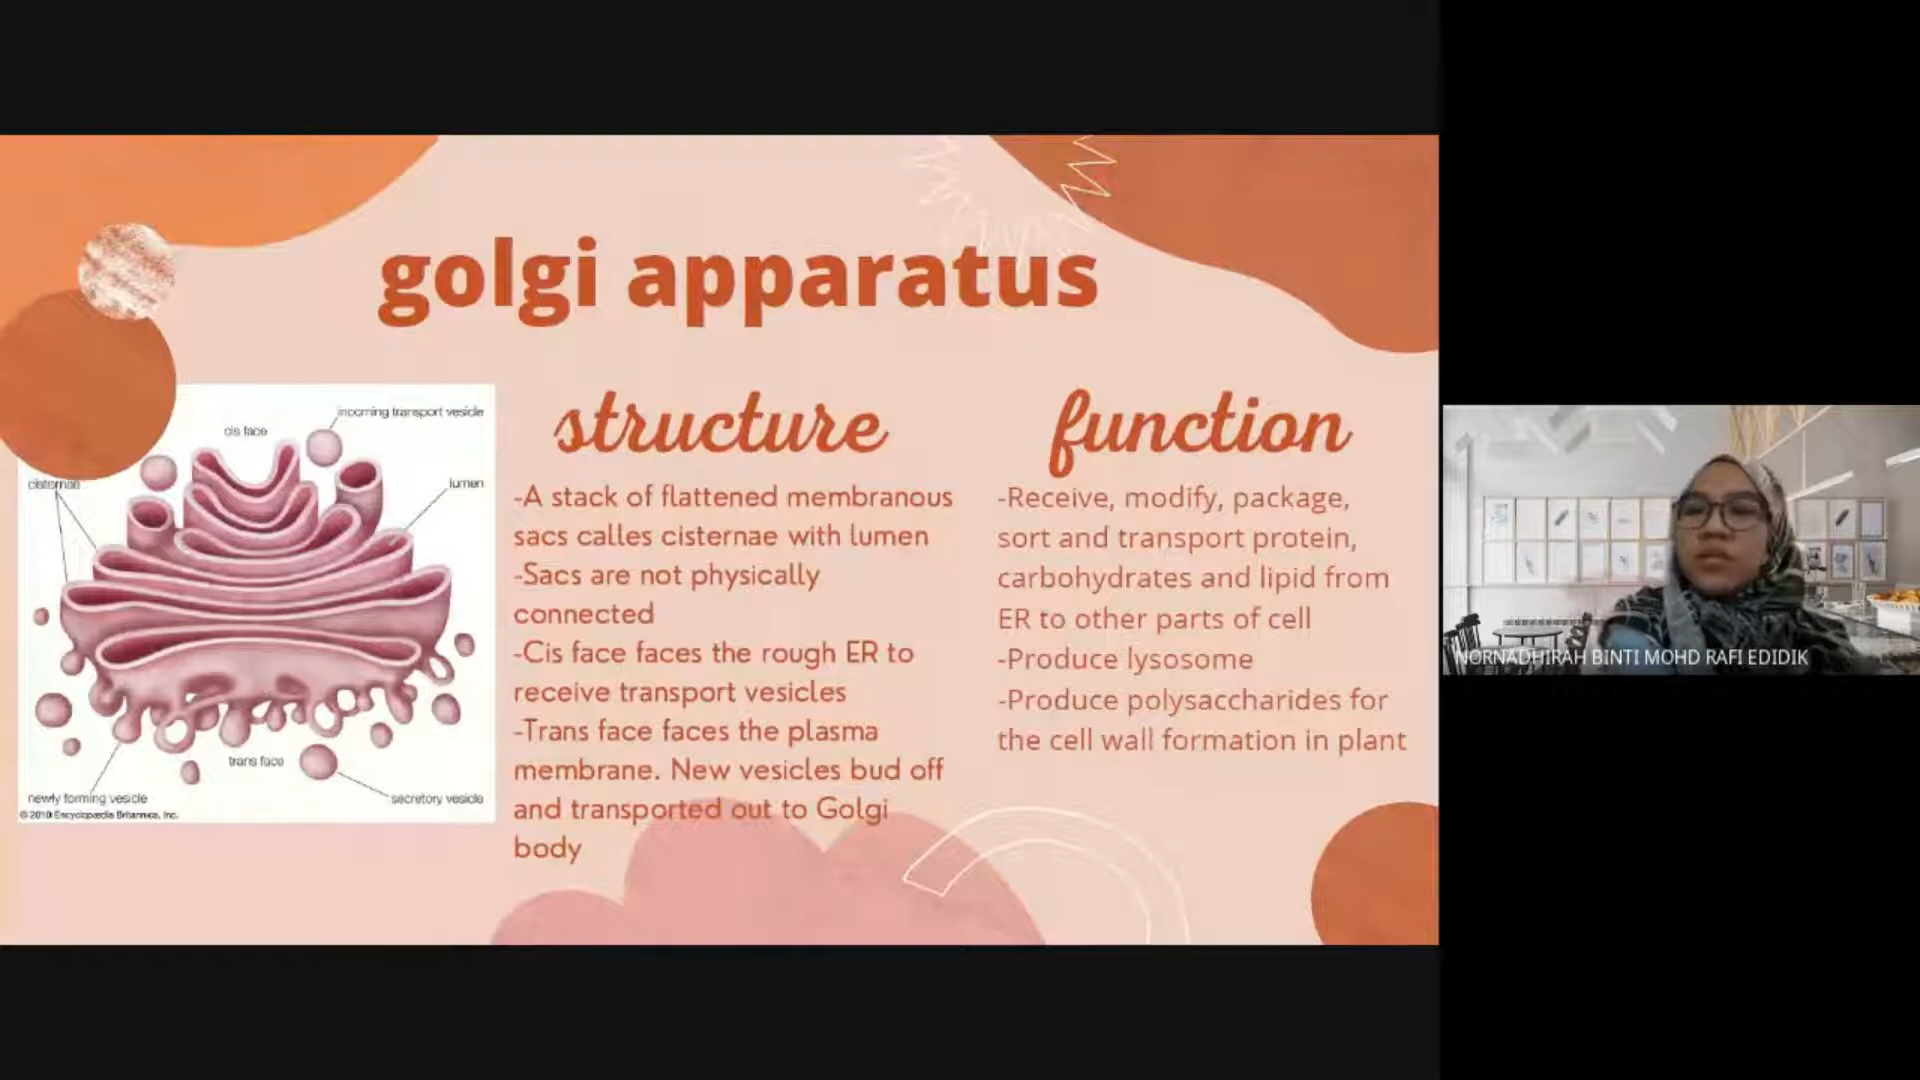 golgi apparatus
incoming transport vesicle
cis face
cisternae
lumen
trans face
newly forming vesicle
secretory vesicle
© 2010 Encyclopædia Britannica, Inc.
structure
-A stack of flattened membranous
sacs calles cisternae with lumen
-Sacs are not physically
connected
-Cis face faces the rough ER to
receive transport vesicles
-Trans face faces the plasma
membrane. New vesicles bud off
and transported out to Golgi
body
function
-Receive, modify, package,
sort and transport protein,
carbohydrates and lipid from
ER to other parts of cell
-Produce lysosome
-Produce polysaccharides for
the cell wall formation in plant
NORNADHIRAH BINTI MOHD RAFI EDIDIK